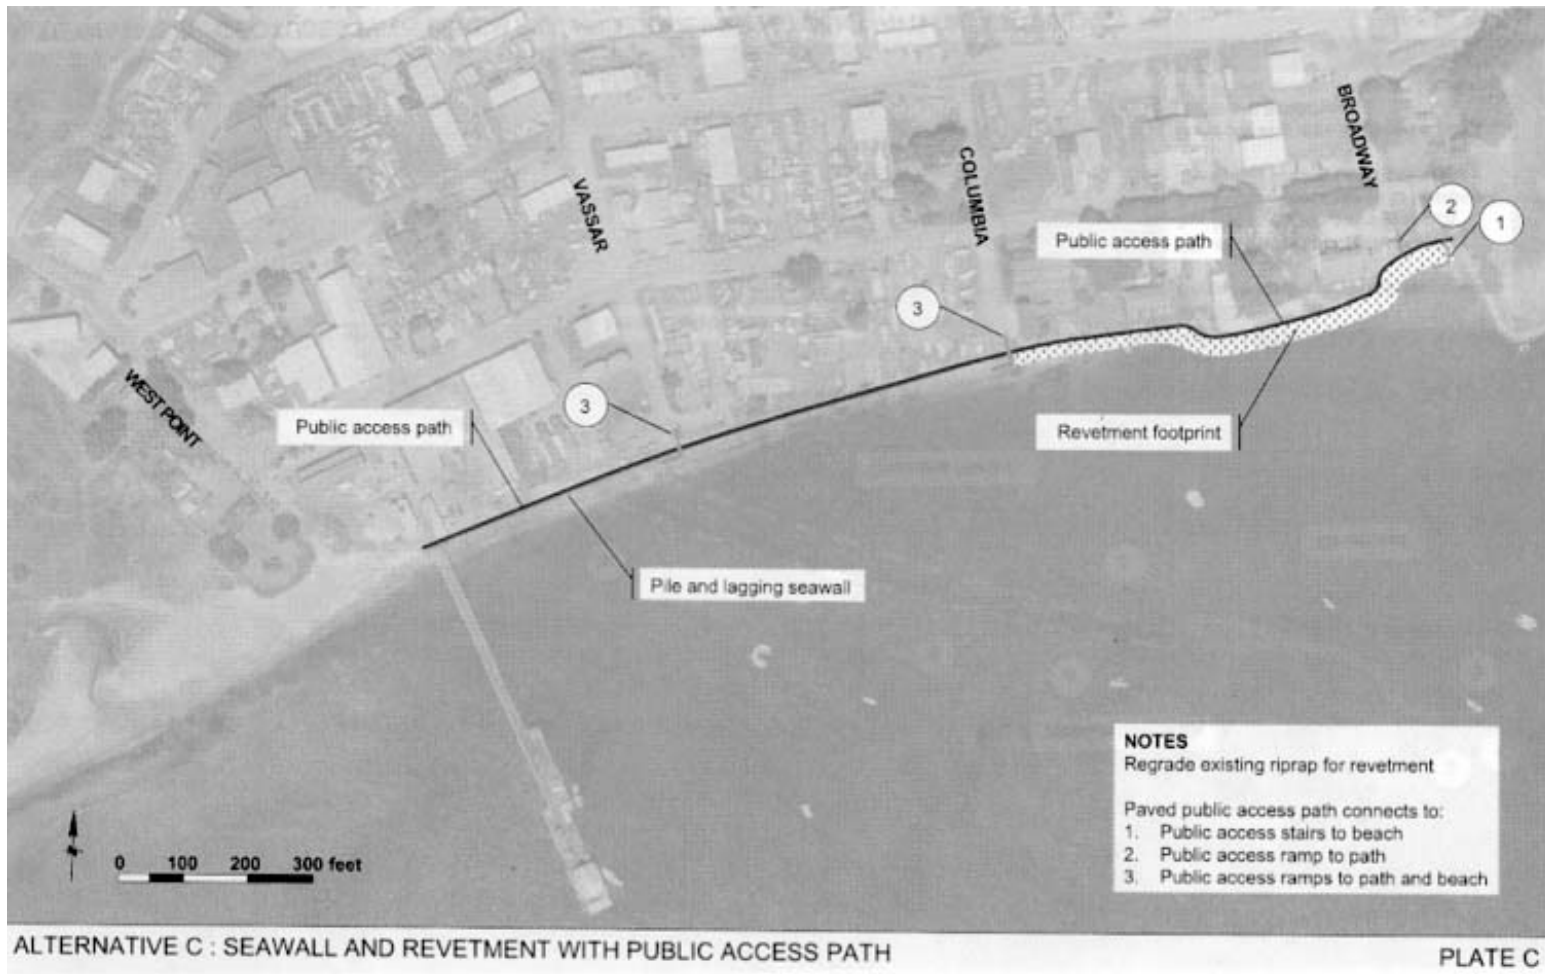 BROADWAY
COLUMBIA
VASSAR
WEST POINT
2
1
Public access path
3
3
Public access path
Revetment footprint
Pile and lagging seawall
NOTES
Regrade existing riprap for revetment
Paved public access path connects to:
1. Public access stairs to beach
2. Public access ramp to path
3. Public access ramps to path and beach
N
0 100 200 300 feet
ALTERNATIVE C : SEAWALL AND REVETMENT WITH PUBLIC ACCESS PATH
PLATE C